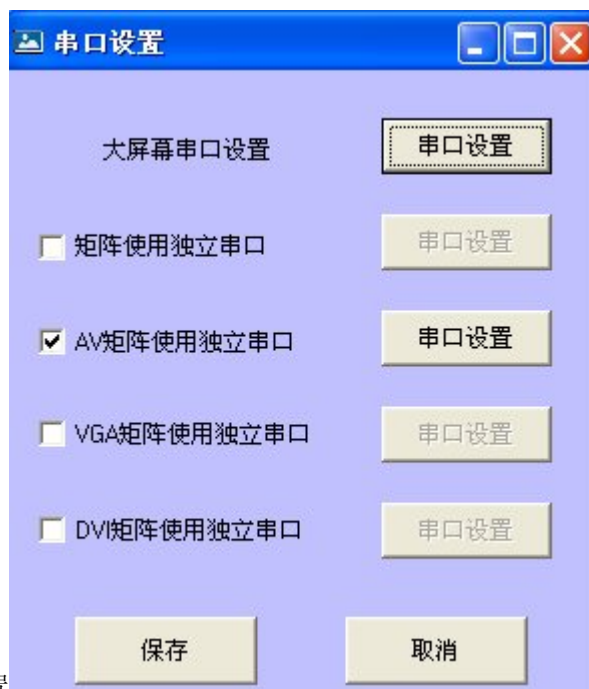 串口设置
大屏幕串口设置 串口设置
矩阵使用独立串口 串口设置
AV矩阵使用独立串口 串口设置
VGA矩阵使用独立串口 串口设置
DVI矩阵使用独立串口 串口设置
保存 取消